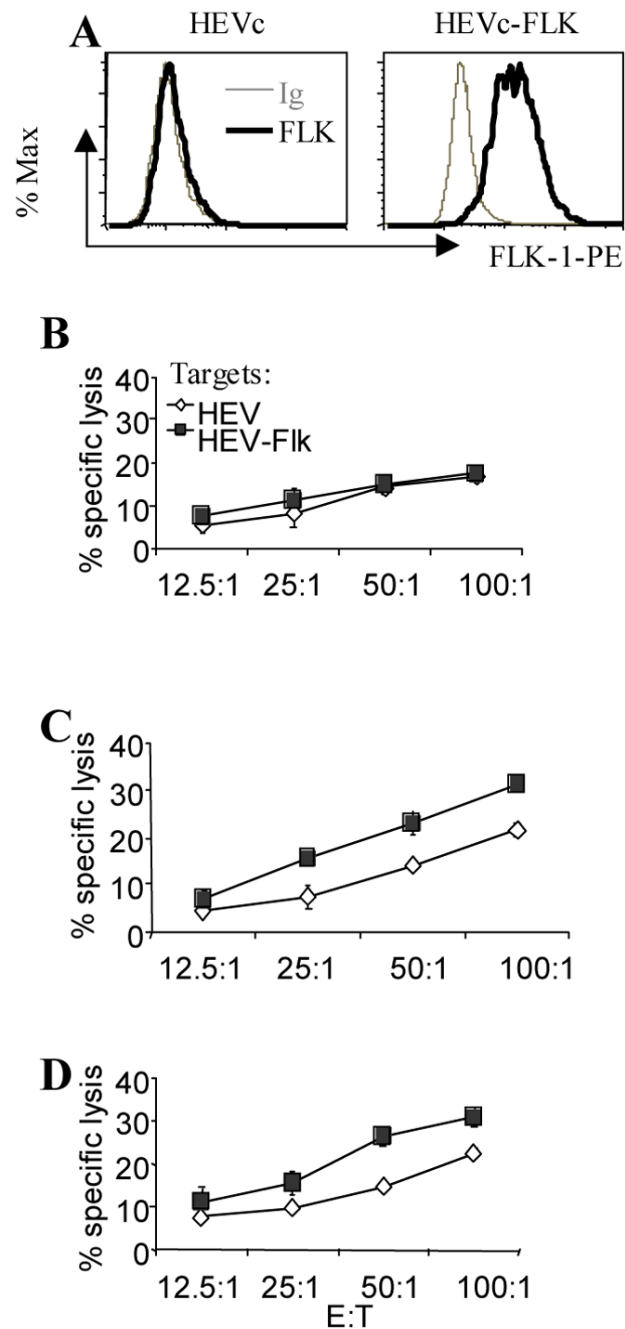 A
HEVc
HEVc-FLK
Ig
FLK
% Max
FLK-1-PE
B
% specific lysis
40
30
20
10
0
Targets:
HEV
HEV-Flk
12.5:1 25:1 50:1 100:1
C
% specific lysis
40
30
20
10
0
12.5:1 25:1 50:1 100:1
D
% specific lysis
40
30
20
10
0
12.5:1 25:1 50:1 100:1
E:T